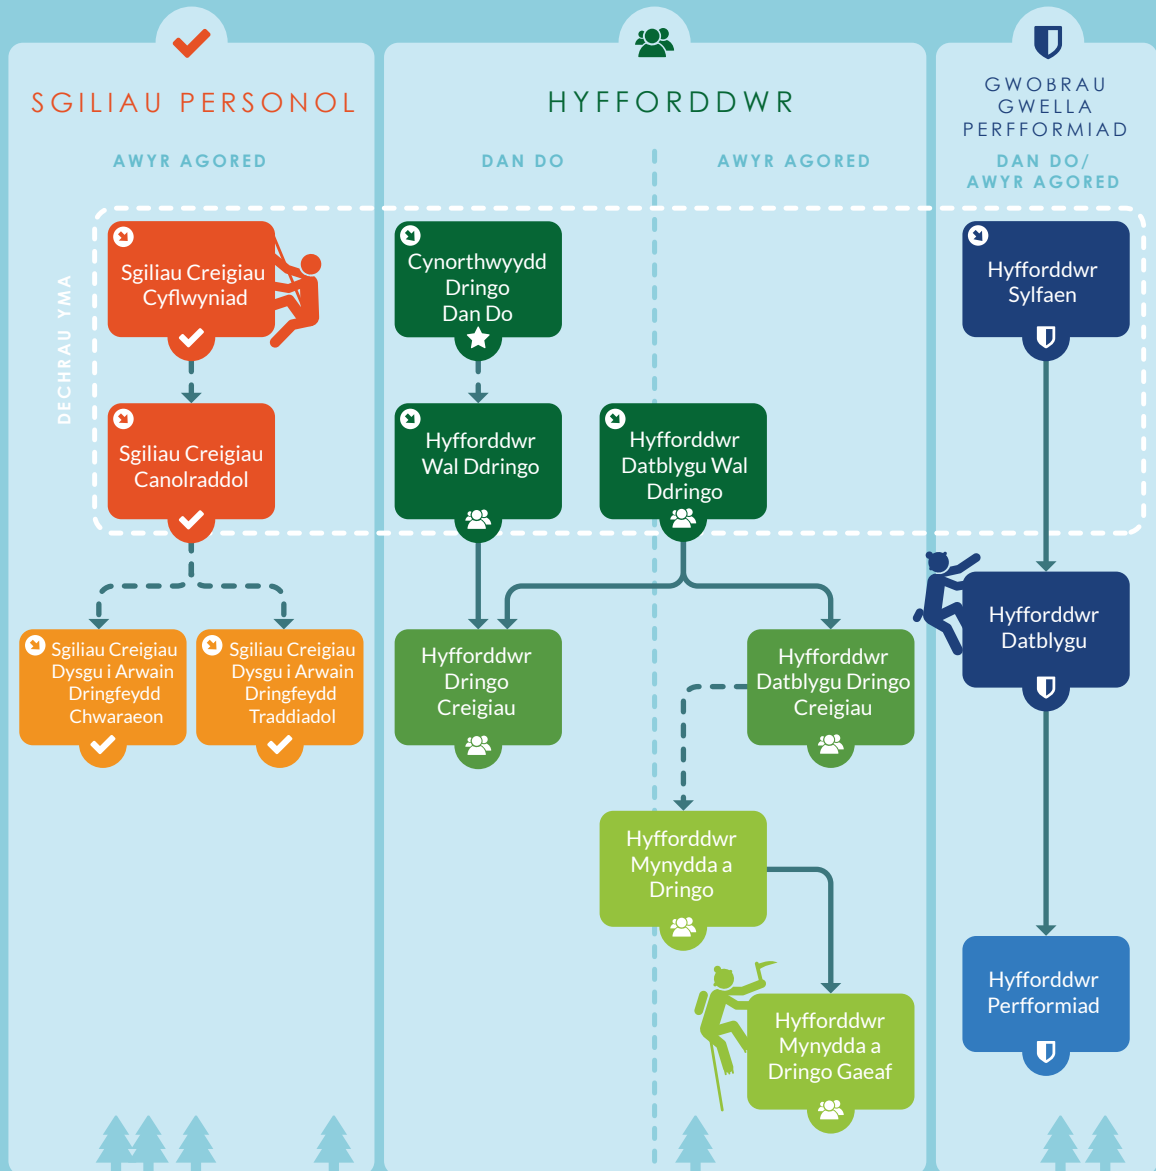 SGILIAU PERSONOL
AWYR AGORED
HYFFORDDWR
DAN DO
AWYR AGORED
GWOBRAU
GWELLA
PERFFORMIAD
DAN DO/
AWYR AGORED
DECHRAU YMA
Sgiliau Creigiau
Cyflwyniad
Sgiliau Creigiau
Canolraddol
Sgiliau Creigiau
Dysgu i Arwain
Dringfeydd
Chwaraeon
Sgiliau Creigiau
Dysgu i Arwain
Dringfeydd
Traddiadol
Cynorthwyydd
Dringo
Dan Do
Hyfforddwr
Wal Ddringo
Hyfforddwr
Datblygu Wal
Ddringo
Hyfforddwr
Dringo
Creigiau
Hyfforddwr
Datblygu Dringo
Creigiau
Hyfforddwr
Mynydda a
Dringo
Hyfforddwr
Mynydda a
Dringo Gaeaf
Hyfforddwr
Sylfaen
Hyfforddwr
Datblygu
Hyfforddwr
Perfformiad